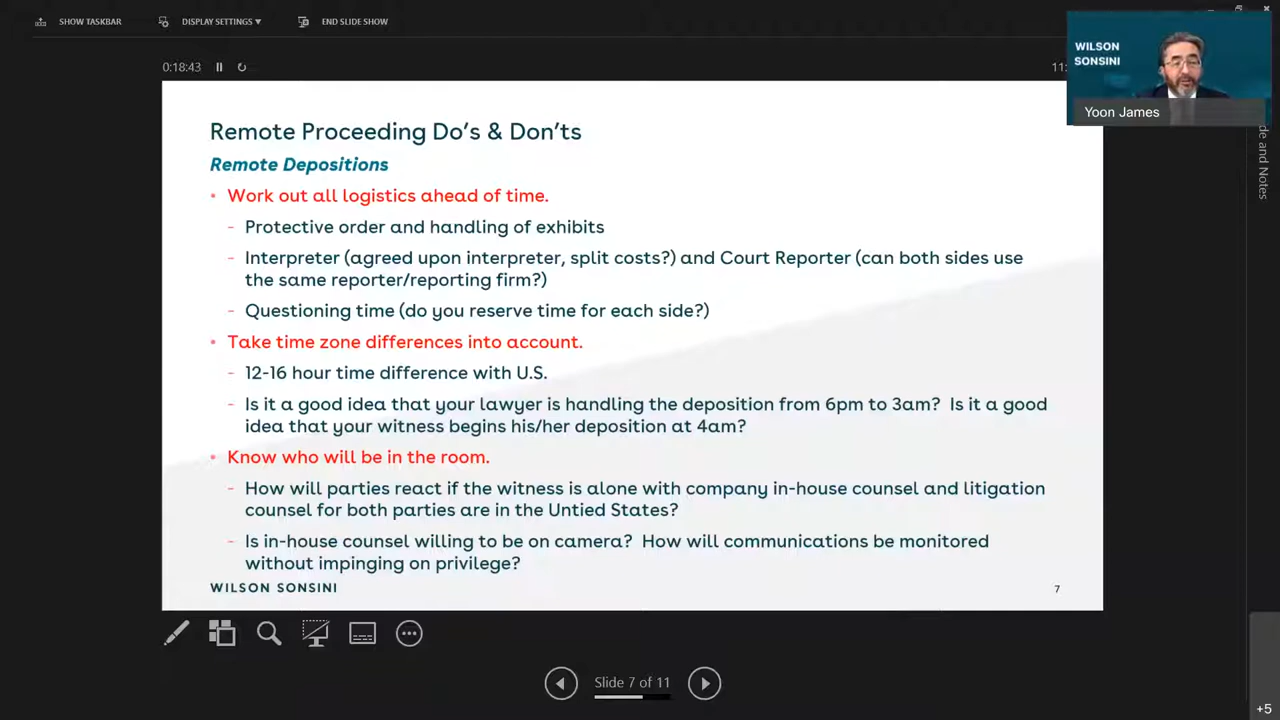 SHOW TASKBAR
DISPLAY SETTINGS ▼
END SLIDE SHOW
0:18:43
11:
WILSON
SONSINI
Yoon James
Remote Proceeding Do's & Don'ts
Remote Depositions
• Work out all logistics ahead of time.
- Protective order and handling of exhibits
- Interpreter (agreed upon interpreter, split costs?) and Court Reporter (can both sides use
the same reporter/reporting firm?)
- Questioning time (do you reserve time for each side?)
• Take time zone differences into account.
- 12-16 hour time difference with U.S.
- Is it a good idea that your lawyer is handling the deposition from 6pm to 3am? Is it a good
idea that your witness begins his/her deposition at 4am?
• Know who will be in the room.
- How will parties react if the witness is alone with company in-house counsel and litigation
counsel for both parties are in the Untied States?
- Is in-house counsel willing to be on camera? How will communications be monitored
without impinging on privilege?
WILSON SONSINI
7
de and Notes
Slide 7 of 11
+5